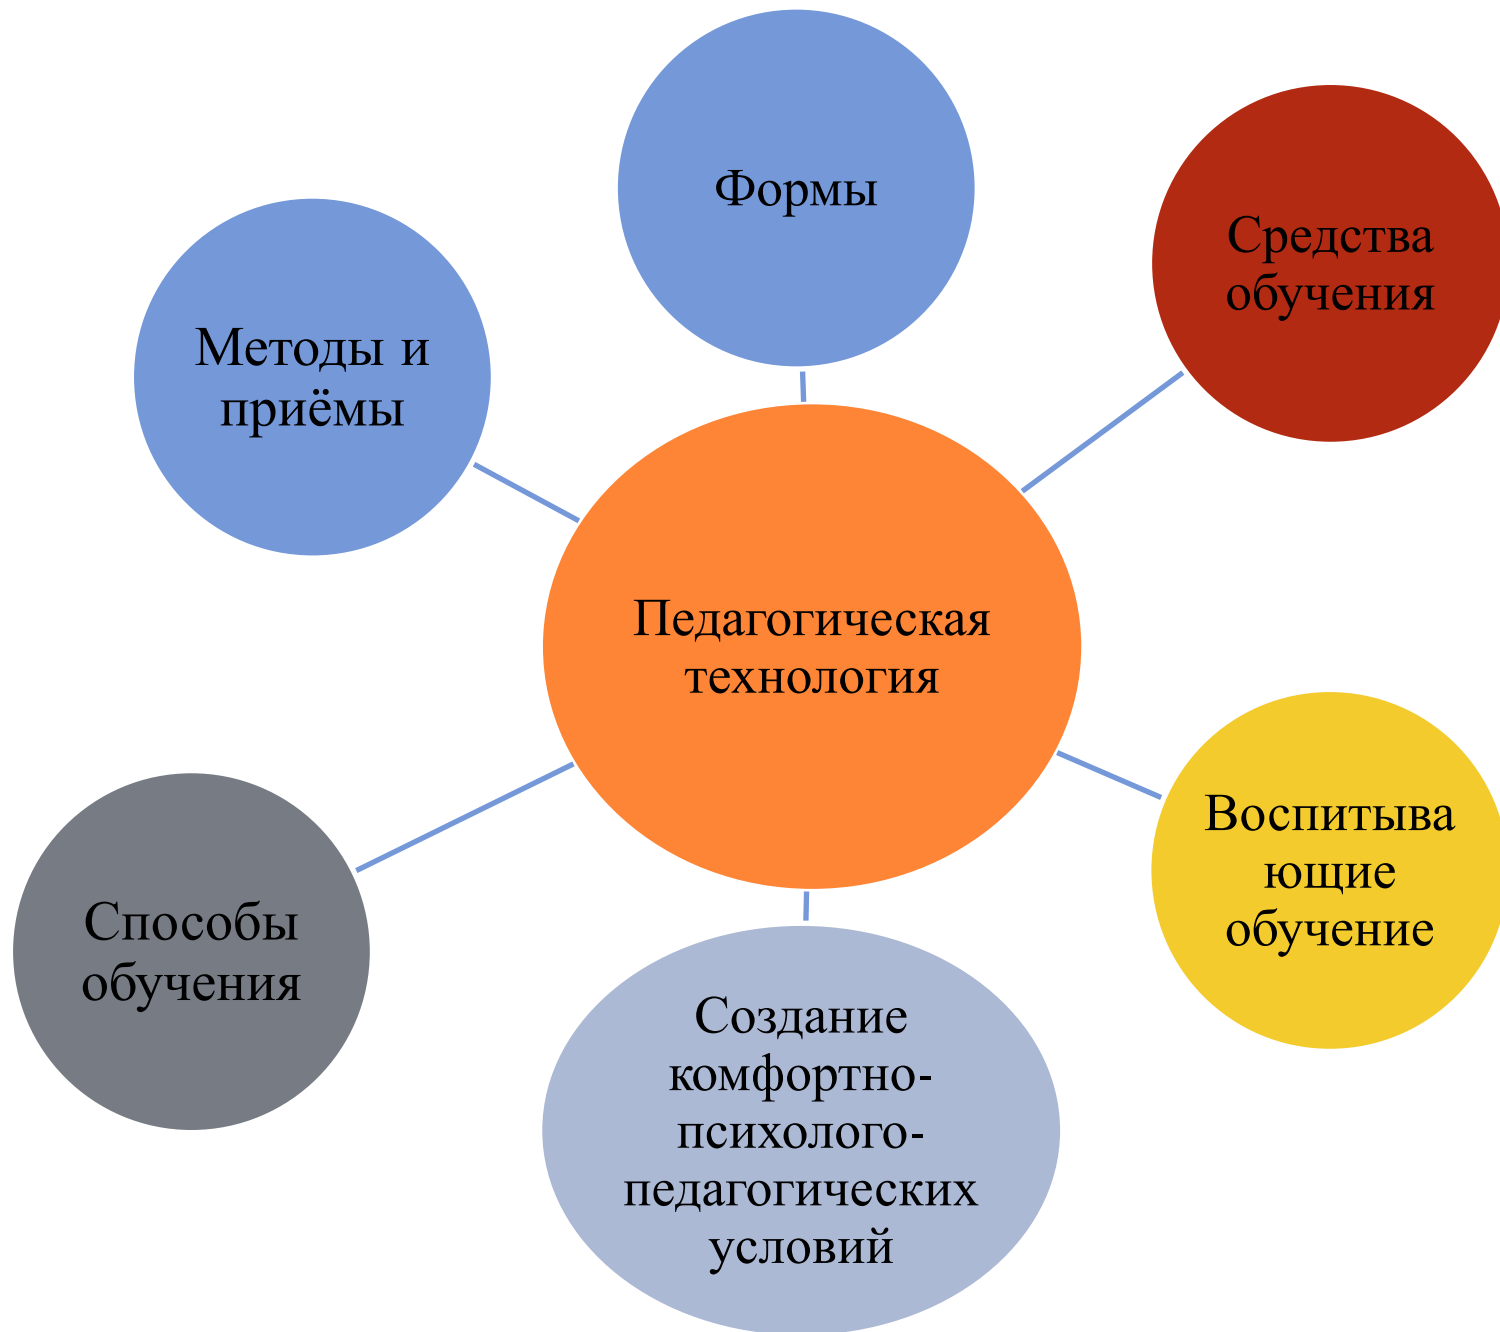 Формы
Средства
обучения
Методы и
приёмы
Педагогическая
технология
Воспитыва
ющие
обучение
Способы
обучения
Создание
комфортно-
психолого-
педагогических
условий